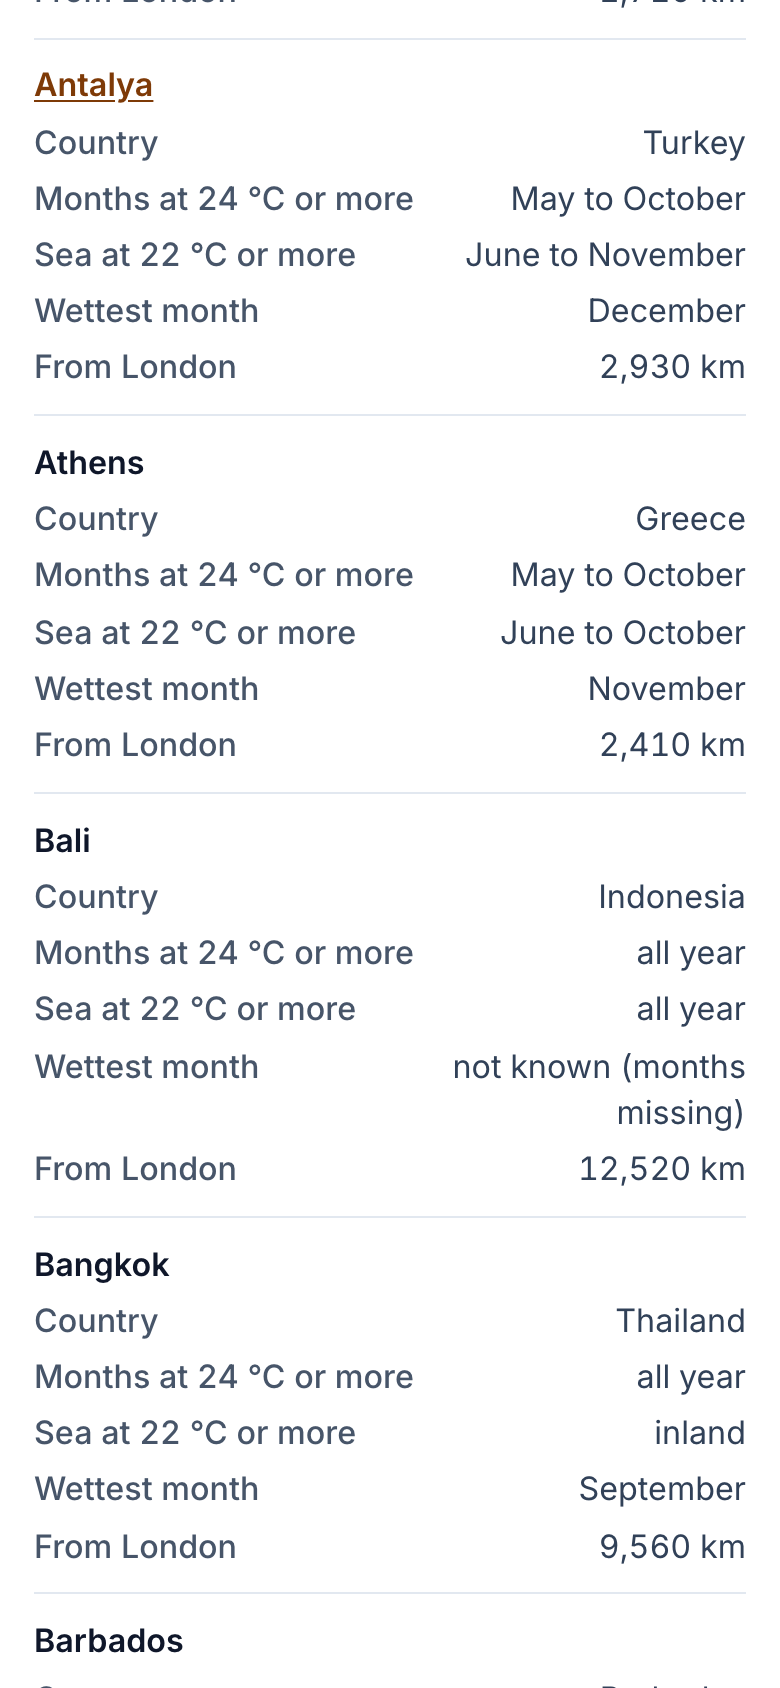 From London
Antalya
Country Turkey
Months at 24 °C or more May to October
Sea at 22 °C or more June to November
Wettest month December
From London 2,930 km
Athens
Country Greece
Months at 24 °C or more May to October
Sea at 22 °C or more June to October
Wettest month November
From London 2,410 km
Bali
Country Indonesia
Months at 24 °C or more all year
Sea at 22 °C or more all year
Wettest month not known (months
missing)
From London 12,520 km
Bangkok
Country Thailand
Months at 24 °C or more all year
Sea at 22 °C or more inland
Wettest month September
From London 9,560 km
Barbados